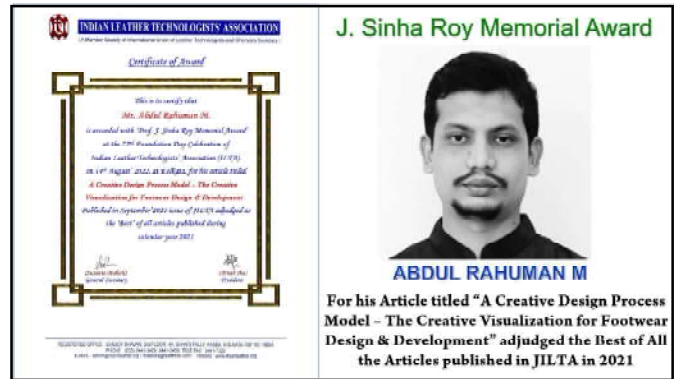 INDIAN LEATHER TECHNOLOGISTS' ASSOCIATION
Certificate of Award
This is to certify that
Mr. Abdul Rahuman M.
is awarded with 'Prof. J. Sinha Roy Memorial Award'
at the Foundation Day Celebration of
Indian Leather Technologists' Association (ILTA)
on 14th August' 2022, at Kolkata, for his article titled
A Creative Design Process Model – The Creative
Visualization for Footwear Design & Development
Published in September' 2021 issue of JILTA adjudged as
the 'Best' of all articles published during
calendar year 2021
General Secretary
President
J. Sinha Roy Memorial Award
ABDUL RAHUMAN M
For his Article titled “A Creative Design Process
Model – The Creative Visualization for Footwear
Design & Development” adjudged the Best of All
the Articles published in JILTA in 2021